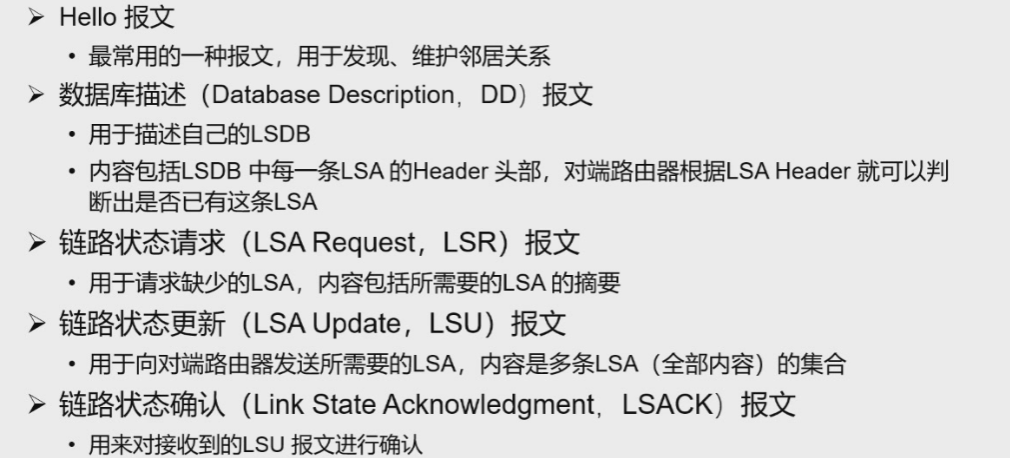 ➢ Hello 报文
• 最常用的一种报文，用于发现、维护邻居关系
➢ 数据库描述（Database Description，DD）报文
• 用于描述自己的LSDB
• 内容包括LSDB 中每一条LSA 的Header 头部，对端路由器根据LSA Header 就可以判
断出是否已有这条LSA
➢ 链路状态请求（LSA Request，LSR）报文
• 用于请求缺少的LSA，内容包括所需要的LSA 的摘要
➢ 链路状态更新（LSA Update，LSU）报文
• 用于向对端路由器发送所需要的LSA，内容是多条LSA（全部内容）的集合
➢ 链路状态确认（Link State Acknowledgment，LSACK）报文
• 用来对接收到的LSU 报文进行确认